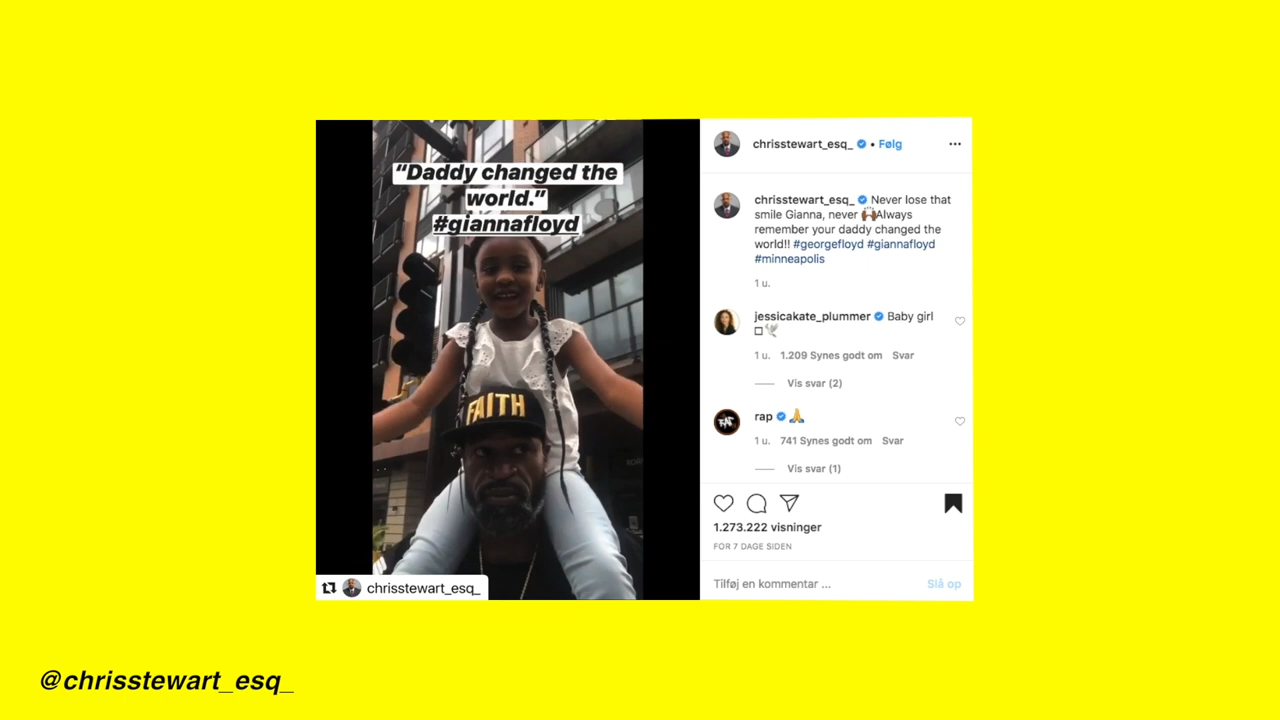 “Daddy changed the
world.”
#giannafloyd
FAITH
chrisstewart_esq_
chrisstewart_esq_ • Følg
chrisstewart_esq_ Never lose that
smile Gianna, never 🙌🏾Always
remember your daddy changed the
world!! #georgefloyd #giannafloyd
#minneapolis
1 u.
jessicakate_plummer Baby girl
🕊
1 u. 1.209 Synes godt om Svar
Vis svar (2)
rap 🙏
1 u. 741 Synes godt om Svar
Vis svar (1)
1.273.222 visninger
FOR 7 DAGE SIDEN
Tilføj en kommentar ... Slå op
@chrisstewart_esq_